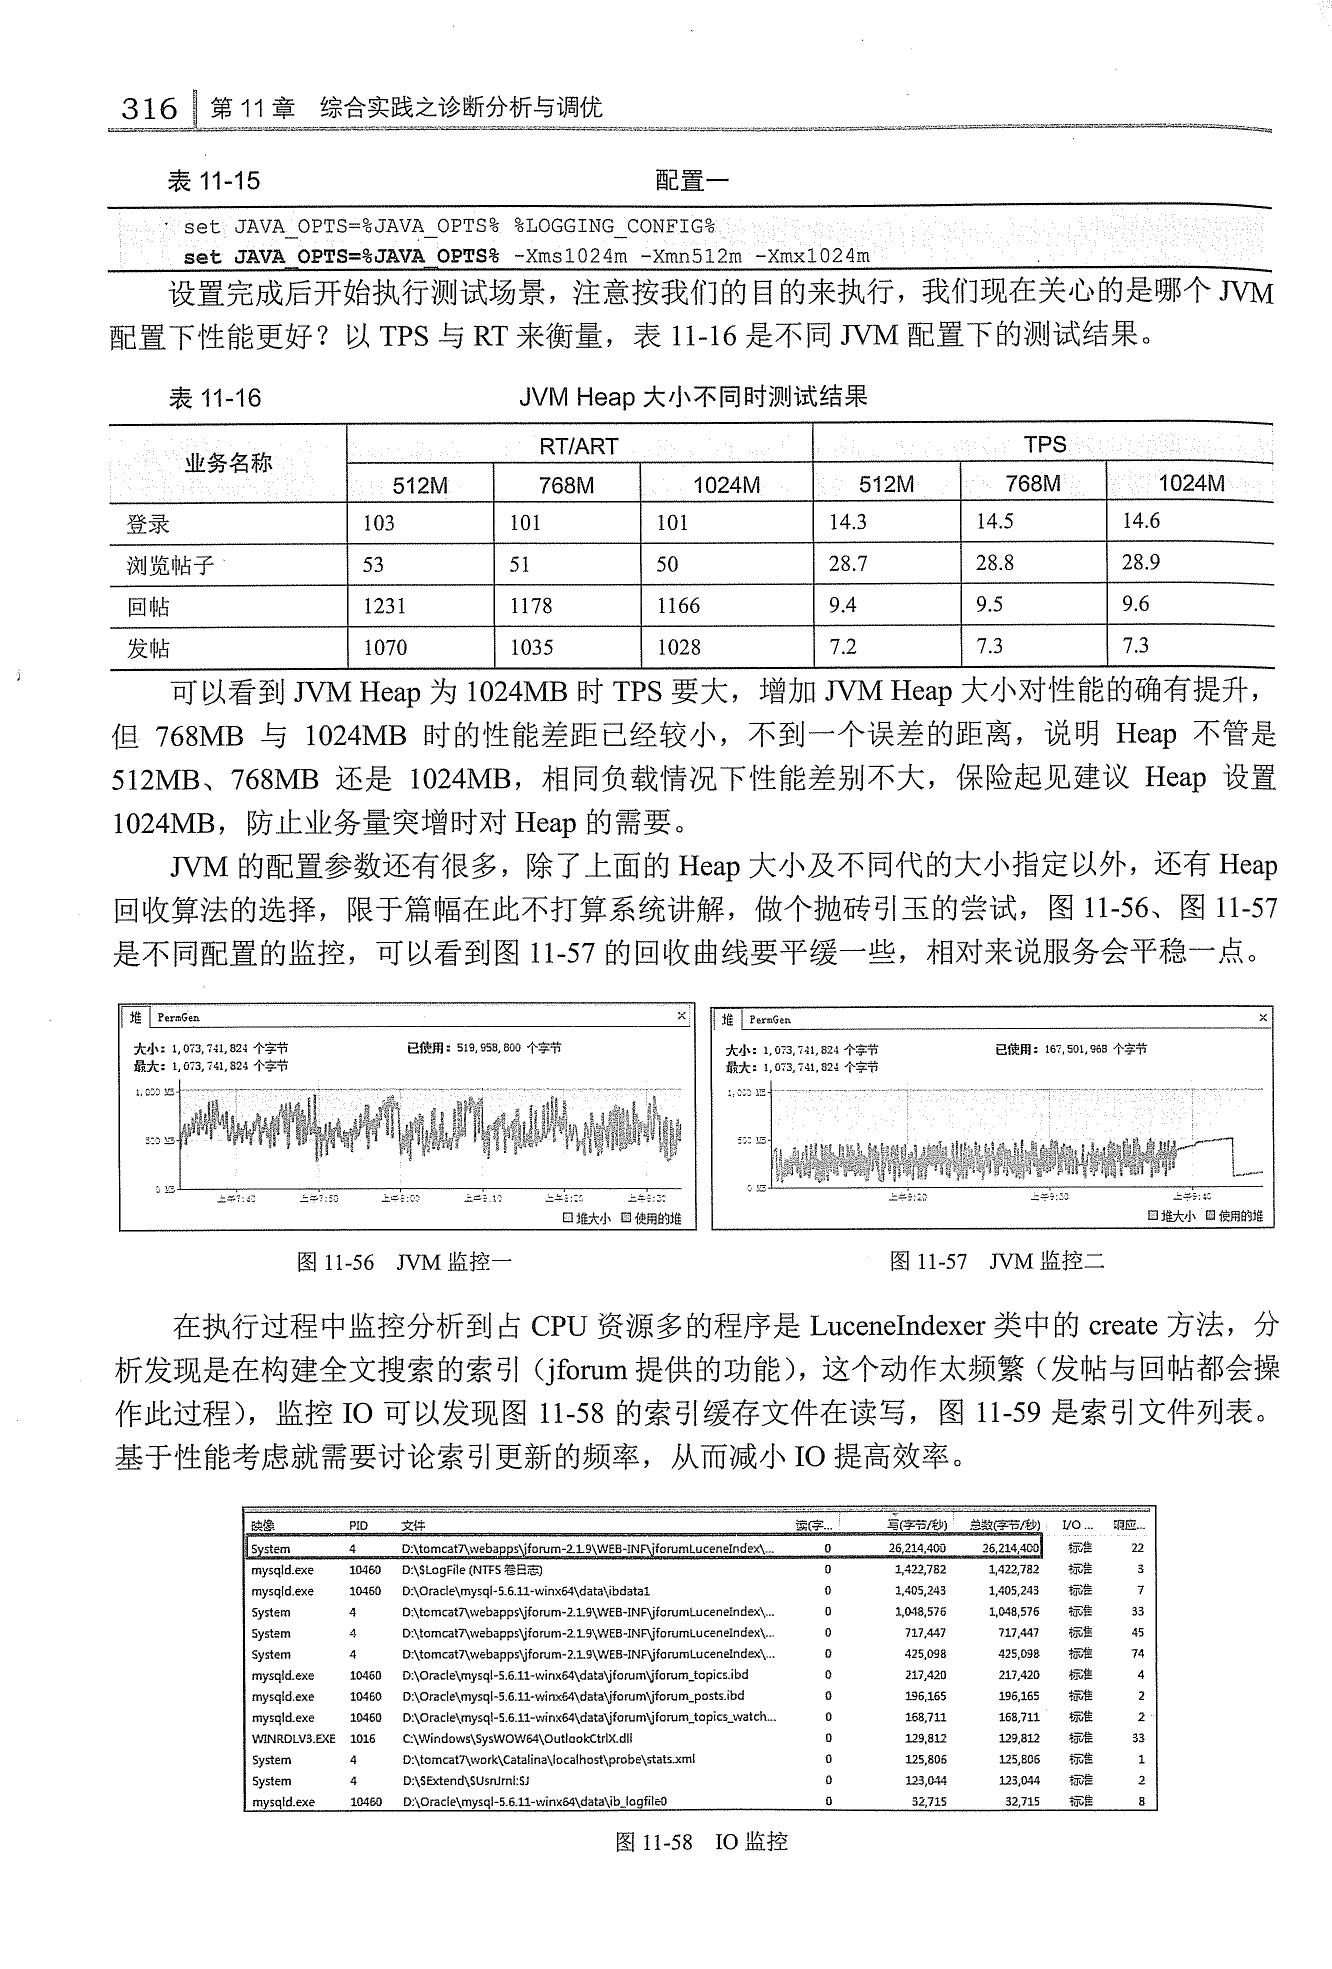 316 第 11 章 综合实践之诊断分析与调优
表 11-15 配置一
set JAVA_OPTS=%JAVA_OPTS% %LOGGING_CONFIG%
set JAVA_OPTS=%JAVA_OPTS% -Xms1024m -Xmn512m -Xmx1024m
设置完成后开始执行测试场景，注意按我们的目的来执行，我们现在关心的是哪个 JVM
配置下性能更好？以 TPS 与 RT 来衡量，表 11-16 是不同 JVM 配置下的测试结果。
表 11-16 JVM Heap 大小不同时测试结果
业务名称 RT/ART TPS
512M 768M 1024M 512M 768M 1024M
登录 103 101 101 14.3 14.5 14.6
浏览帖子 53 51 50 28.7 28.8 28.9
回帖 1231 1178 1166 9.4 9.5 9.6
发帖 1070 1035 1028 7.2 7.3 7.3
可以看到 JVM Heap 为 1024MB 时 TPS 要大，增加 JVM Heap 大小对性能的确有提升，
但 768MB 与 1024MB 时的性能差距已经较小，不到一个误差的距离，说明 Heap 不管是
512MB、768MB 还是 1024MB，相同负载情况下性能差别不大，保险起见建议 Heap 设置
1024MB，防止业务量突增时对 Heap 的需要。
JVM 的配置参数还有很多，除了上面的 Heap 大小及不同代的大小指定以外，还有 Heap
回收算法的选择，限于篇幅在此不打算系统讲解，做个抛砖引玉的尝试，图 11-56、图 11-57
是不同配置的监控，可以看到图 11-57 的回收曲线要平缓一些，相对来说服务会平稳一点。
堆 PermGen ×
大小: 1,073,741,824 个字节 已使用: 519,958,800 个字节
最大: 1,073,741,824 个字节
1,000 MB
500 MB
0 MB
上午7:40 上午7:50 上午8:00 上午8:10 上午8:20 上午8:30
堆大小 使用的堆
堆 PermGen ×
大小: 1,073,741,824 个字节 已使用: 167,501,968 个字节
最大: 1,073,741,824 个字节
1,000 MB
500 MB
0 MB
上午9:20 上午9:30 上午9:40
堆大小 使用的堆
图 11-56 JVM 监控一
图 11-57 JVM 监控二
在执行过程中监控分析到占 CPU 资源多的程序是 LuceneIndexer 类中的 create 方法，分
析发现是在构建全文搜索的索引（jforum 提供的功能），这个动作太频繁（发帖与回帖都会操
作此过程），监控 IO 可以发现图 11-58 的索引缓存文件在读写，图 11-59 是索引文件列表。
基于性能考虑就需要讨论索引更新的频率，从而减小 IO 提高效率。
映像 PID 文件 读(字... 写(字节/秒) 总数(字节/秒) I/O ... 响应...
System 4 D:\tomcat7\webapps\jforum-2.1.9\WEB-INF\jforumLuceneIndex\... 0 26,214,400 26,214,400 标准 22
mysqld.exe 10460 D:\$LogFile (NTFS 卷日志) 0 1,422,782 1,422,782 标准 3
mysqld.exe 10460 D:\Oracle\mysql-5.6.11-winx64\data\ibdata1 0 1,405,243 1,405,243 标准 7
System 4 D:\tomcat7\webapps\jforum-2.1.9\WEB-INF\jforumLuceneIndex\... 0 1,048,576 1,048,576 标准 33
System 4 D:\tomcat7\webapps\jforum-2.1.9\WEB-INF\jforumLuceneIndex\... 0 717,447 717,447 标准 45
System 4 D:\tomcat7\webapps\jforum-2.1.9\WEB-INF\jforumLuceneIndex\... 0 425,098 425,098 标准 74
mysqld.exe 10460 D:\Oracle\mysql-5.6.11-winx64\data\jforum\jforum_topics.ibd 0 217,420 217,420 标准 4
mysqld.exe 10460 D:\Oracle\mysql-5.6.11-winx64\data\jforum\jforum_posts.ibd 0 196,165 196,165 标准 2
mysqld.exe 10460 D:\Oracle\mysql-5.6.11-winx64\data\jforum\jforum_topics_watch... 0 168,711 168,711 标准 2
WINRDLV3.EXE 1016 C:\Windows\SysWOW64\OutlookCtrlX.dll 0 129,812 129,812 标准 33
System 4 D:\tomcat7\work\Catalina\localhost\probe\stats.xml 0 125,806 125,806 标准 1
System 4 D:\$Extend\$UsnJrnl:$J 0 123,044 123,044 标准 2
mysqld.exe 10460 D:\Oracle\mysql-5.6.11-winx64\data\ib_logfile0 0 32,715 32,715 标准 8
图 11-58 IO 监控